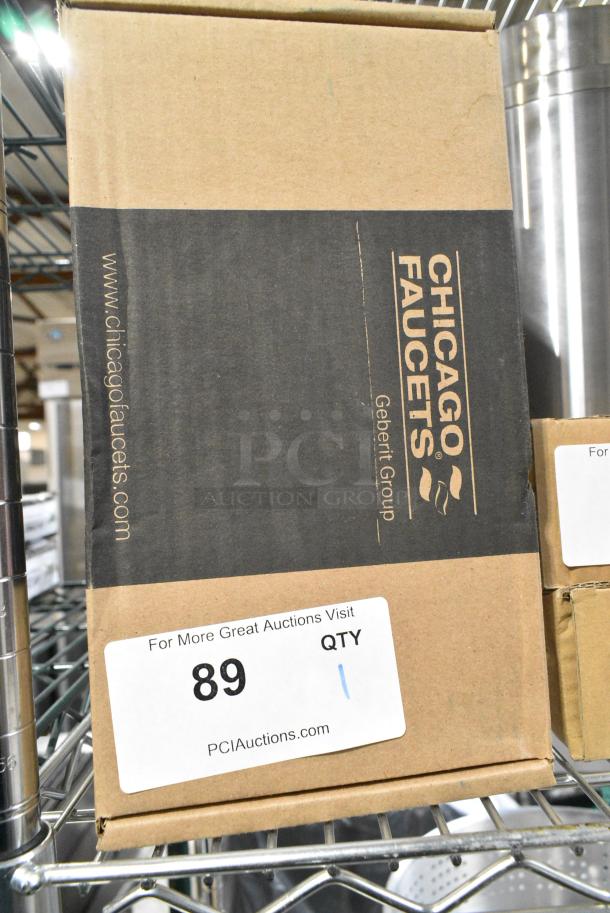 CHICAGO
FAUCETS®
Geberit Group
www.chicagofaucets.com
PCI
AUCTION GROUP
For More Great Auctions Visit
89
QTY
1
PCIAuctions.com
For
56